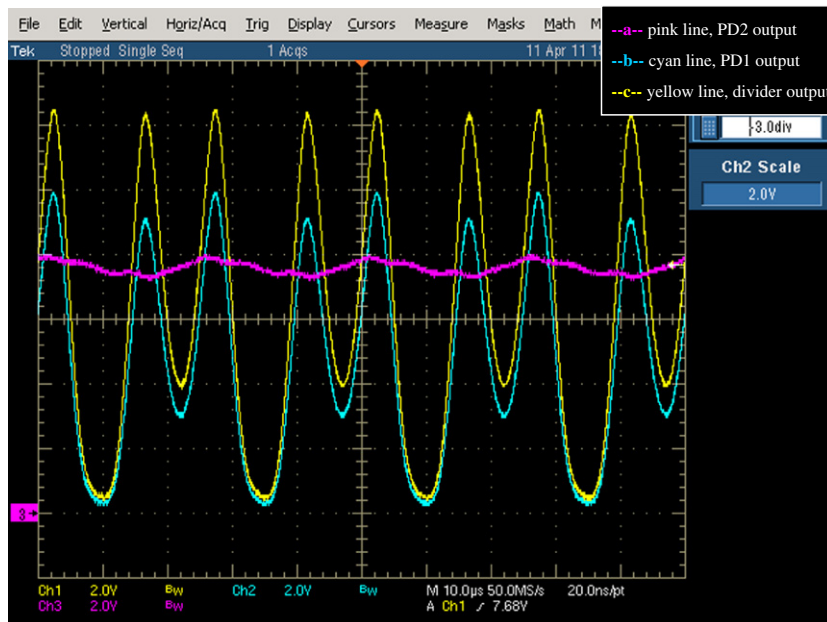 File Edit Vertical Horiz/Acq Trig Display Cursors Measure Masks Math
Tek Stopped Single Seq 1 Acqs 11 Apr 11
--a-- pink line, PD2 output
--b-- cyan line, PD1 output
--c-- yellow line, divider output
-3.0div
Ch2 Scale
2.0V
3
Ch1 2.0V Bw Ch2 2.0V Bw M 10.0µs 50.0MS/s 20.0ns/pt
Ch3 2.0V Bw A Ch1 7.68V